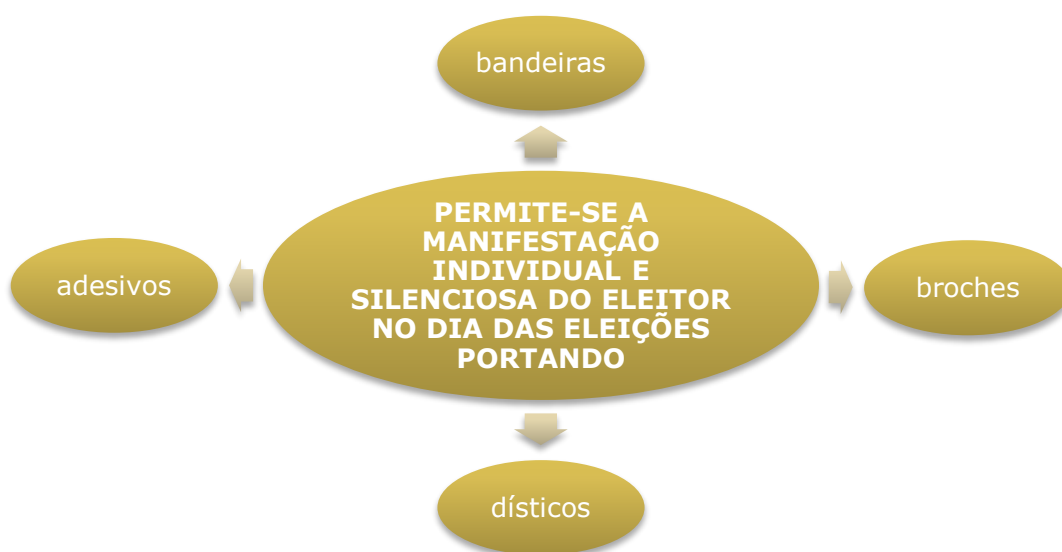 bandeiras
PERMITE-SE A
MANIFESTAÇÃO
INDIVIDUAL E
SILENCIOSA DO ELEITOR
NO DIA DAS ELEIÇÕES
PORTANDO
adesivos
broches
dísticos